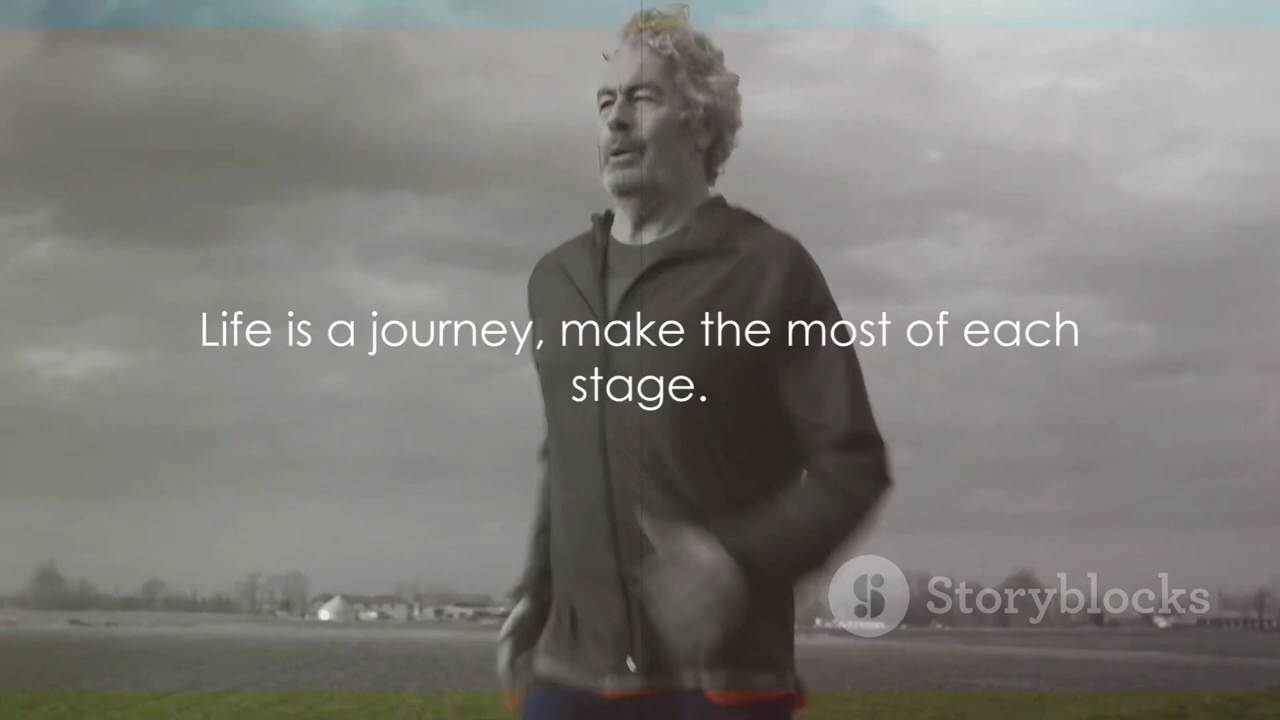 Life is a journey, make the most of each
stage.
Storyblocks